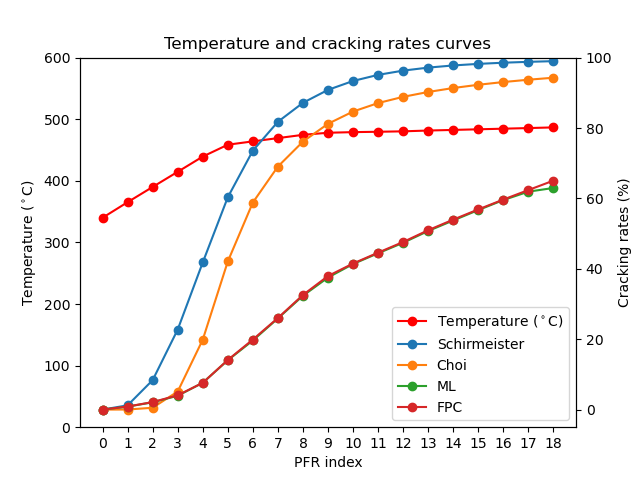 Temperature and cracking rates curves
600
500
400
300
200
100
0
Temperature (°C)
100
80
60
40
20
0
Cracking rates (%)
Temperature (°C)
Schirmeister
Choi
ML
FPC
0 1 2 3 4 5 6 7 8 9 10 11 12 13 14 15 16 17 18
PFR index